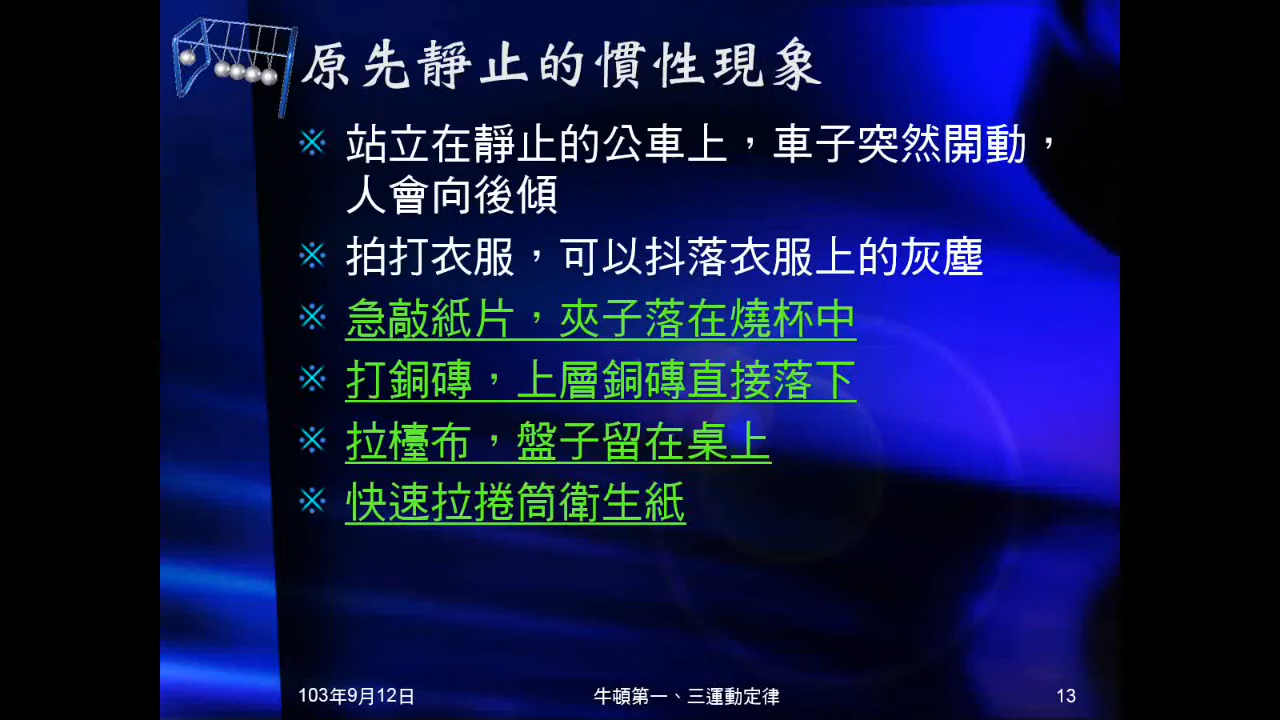 原先靜止的慣性現象
※ 站立在靜止的公車上，車子突然開動，
人會向後傾
※ 拍打衣服，可以抖落衣服上的灰塵
※ 急敲紙片，夾子落在燒杯中
※ 打銅磚，上層銅磚直接落下
※ 拉檯布，盤子留在桌上
※ 快速拉捲筒衛生紙
103年9月12日
牛頓第一、三運動定律
13